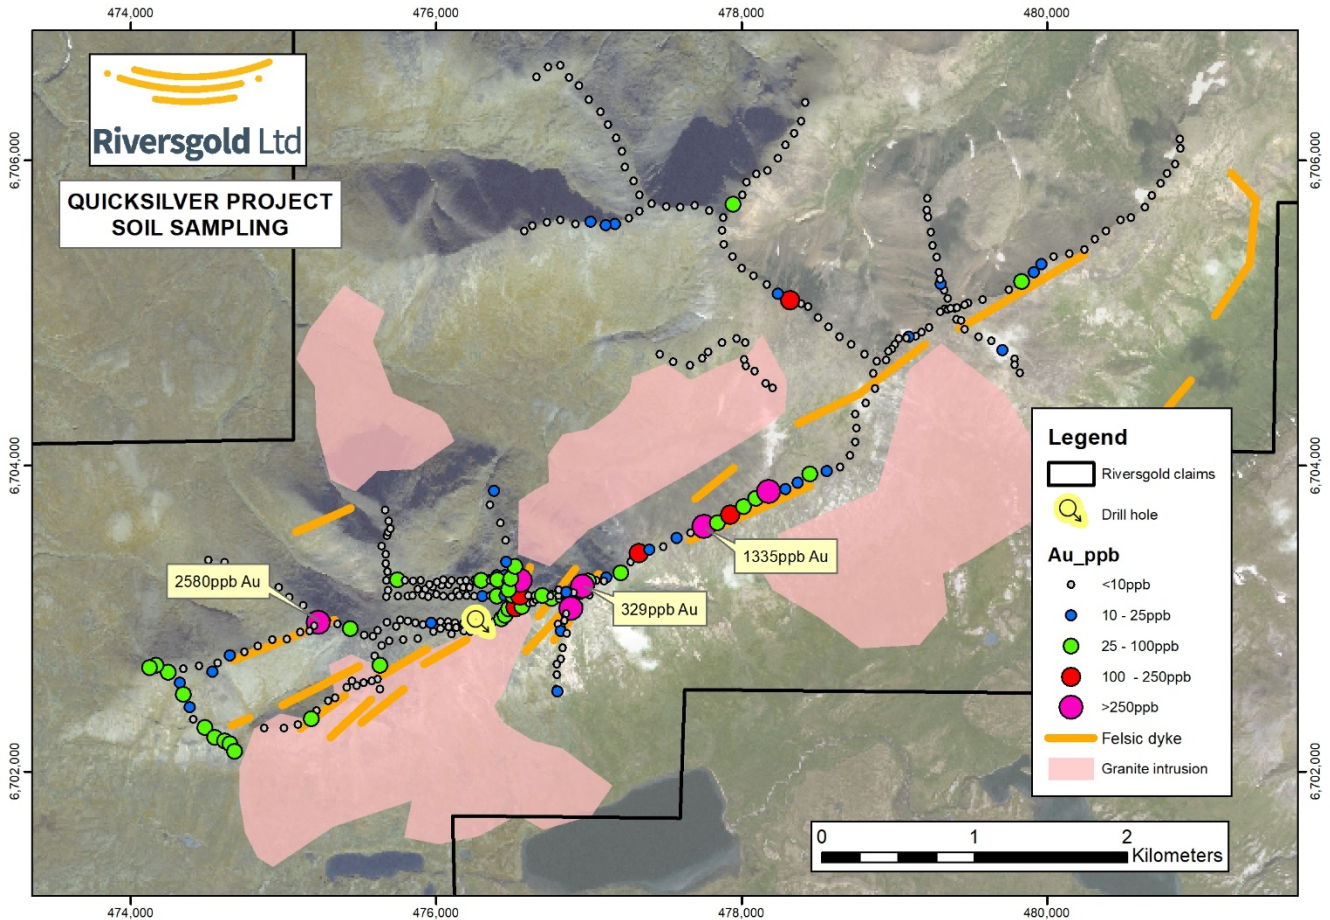 474,000
476,000
478,000
480,000
Riversgold Ltd
QUICKSILVER PROJECT
SOIL SAMPLING
6,706,000
6,706,000
6,704,000
6,704,000
6,702,000
6,702,000
2580ppb Au
1335ppb Au
329ppb Au
Legend
Riversgold claims
Drill hole
Au_ppb
<10ppb
10 - 25ppb
25 - 100ppb
100 - 250ppb
>250ppb
Felsic dyke
Granite intrusion
0 1 2
Kilometers
474,000
476,000
478,000
480,000